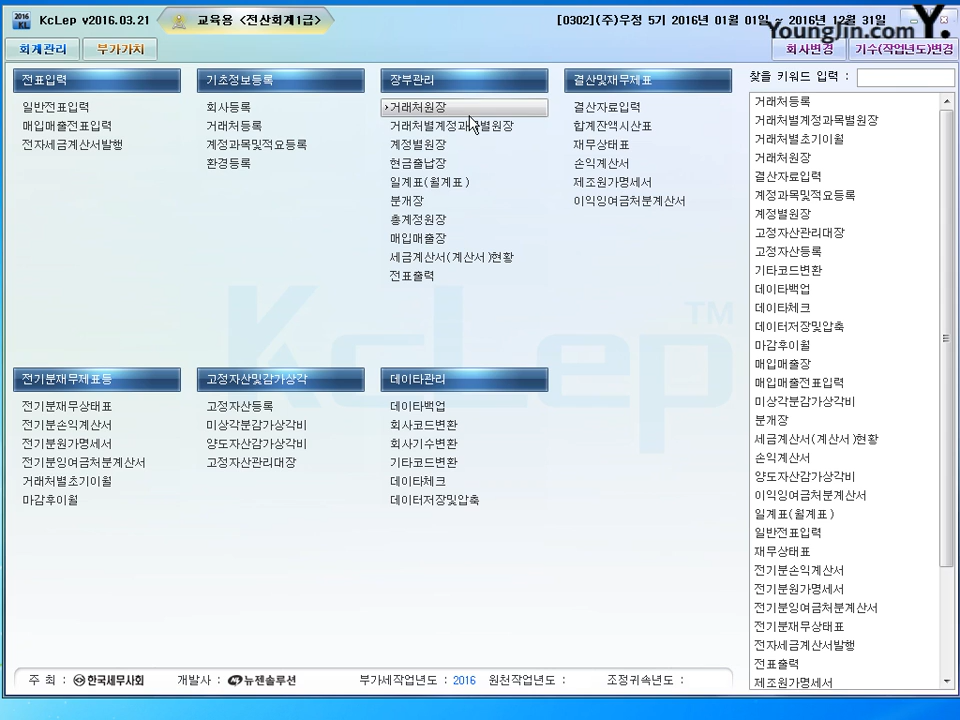 2016 KL KcLep v2016.03.21 교육용 <전산회계1급> [0302](주)우정 5기 2016년 01월 01일 ~ 2016년 12월 31일
YoungJin.com Y.
회계관리 부가가치 회사변경 기수(작업년도)변경
전표입력
일반전표입력
매입매출전표입력
전자세금계산서발행
기초정보등록
회사등록
거래처등록
계정과목및적요등록
환경등록
장부관리
거래처원장
거래처별계정과목별원장
계정별원장
현금출납장
일계표(월계표)
분개장
총계정원장
매입매출장
세금계산서(계산서)현황
전표출력
결산및재무제표
결산자료입력
합계잔액시산표
재무상태표
손익계산서
제조원가명세서
이익잉여금처분계산서
KcLep TM
전기분재무제표등
전기분재무상태표
전기분손익계산서
전기분원가명세서
전기분잉여금처분계산서
거래처별초기이월
마감후이월
고정자산및감가상각
고정자산등록
미상각분감가상각비
양도자산감가상각비
고정자산관리대장
데이타관리
데이타백업
회사코드변환
회사기수변환
기타코드변환
데이타체크
데이터저장및압축
찾을 키워드 입력 :
거래처등록
거래처별계정과목별원장
거래처별초기이월
거래처원장
결산자료입력
계정과목및적요등록
계정별원장
고정자산관리대장
고정자산등록
기타코드변환
데이타백업
데이타체크
데이터저장및압축
마감후이월
매입매출장
매입매출전표입력
미상각분감가상각비
분개장
세금계산서(계산서)현황
손익계산서
양도자산감가상각비
이익잉여금처분계산서
일계표(월계표)
일반전표입력
재무상태표
전기분손익계산서
전기분원가명세서
전기분잉여금처분계산서
전기분재무상태표
전자세금계산서발행
전표출력
제조원가명세서
주 최 : 한국세무사회 개발사 : 뉴젠솔루션 부가세작업년도 : 2016 원천작업년도 : 조정귀속년도 :